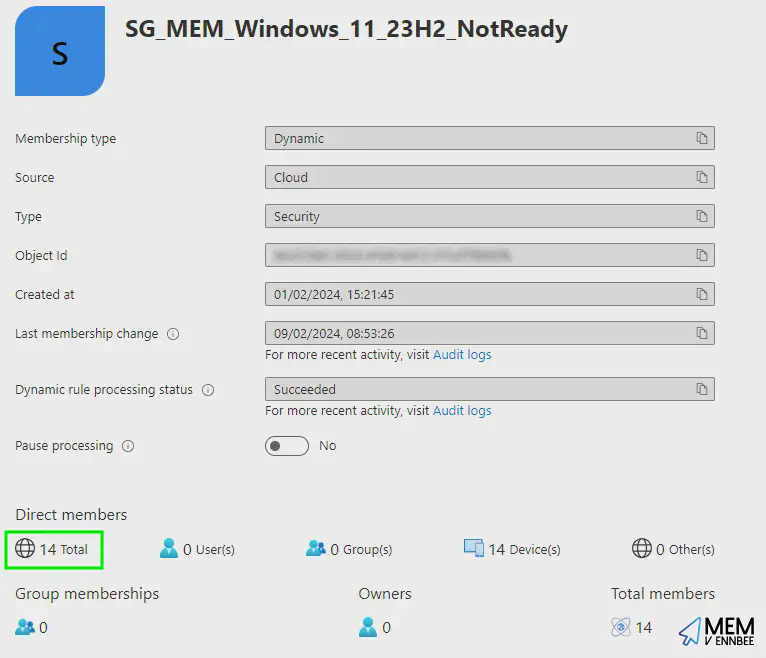 S
SG_MEM_Windows_11_23H2_NotReady
Membership type
Dynamic
Source
Cloud
Type
Security
Object Id
Created at
01/02/2024, 15:21:45
Last membership change
09/02/2024, 08:53:26
For more recent activity, visit Audit logs
Dynamic rule processing status
Succeeded
For more recent activity, visit Audit logs
Pause processing
No
Direct members
14 Total
0 User(s)
0 Group(s)
14 Device(s)
0 Other(s)
Group memberships
Owners
Total members
0
0
14
MEM
V ENNBEE